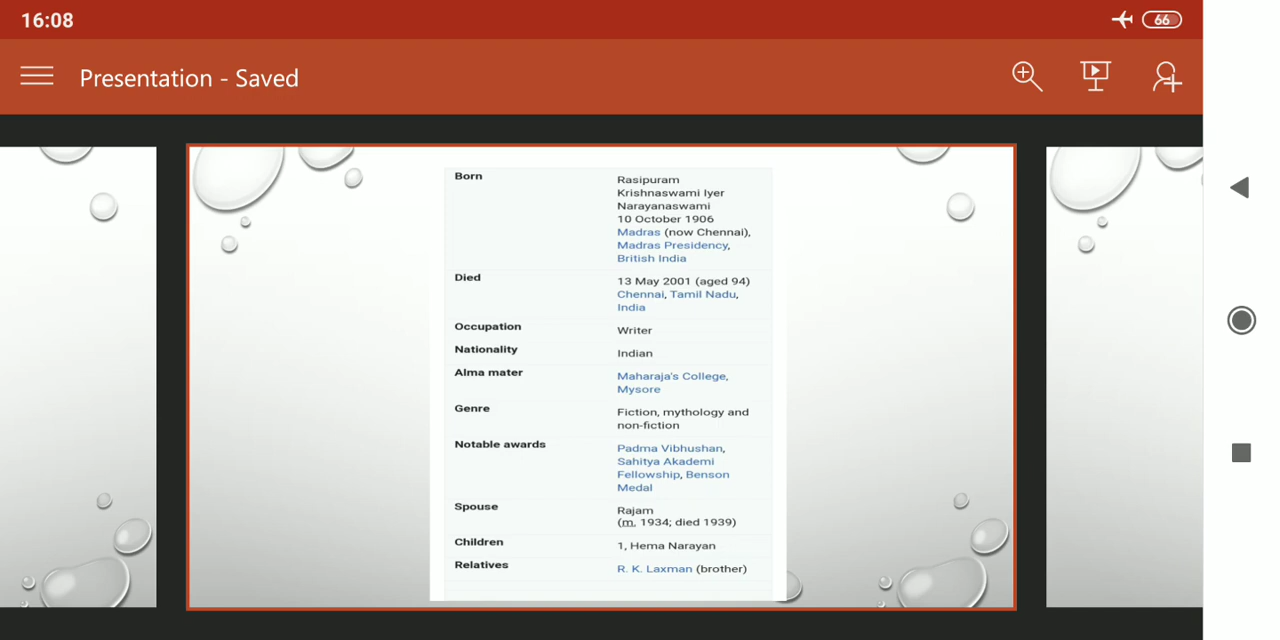 16:08
66
Presentation - Saved
Born
Rasipuram
Krishnaswami Iyer
Narayanaswami
10 October 1906
Madras (now Chennai),
Madras Presidency,
British India
Died
13 May 2001 (aged 94)
Chennai, Tamil Nadu,
India
Occupation
Writer
Nationality
Indian
Alma mater
Maharaja's College,
Mysore
Genre
Fiction, mythology and
non-fiction
Notable awards
Padma Vibhushan,
Sahitya Akademi
Fellowship, Benson
Medal
Spouse
Rajam
(m. 1934; died 1939)
Children
1, Hema Narayan
Relatives
R. K. Laxman (brother)